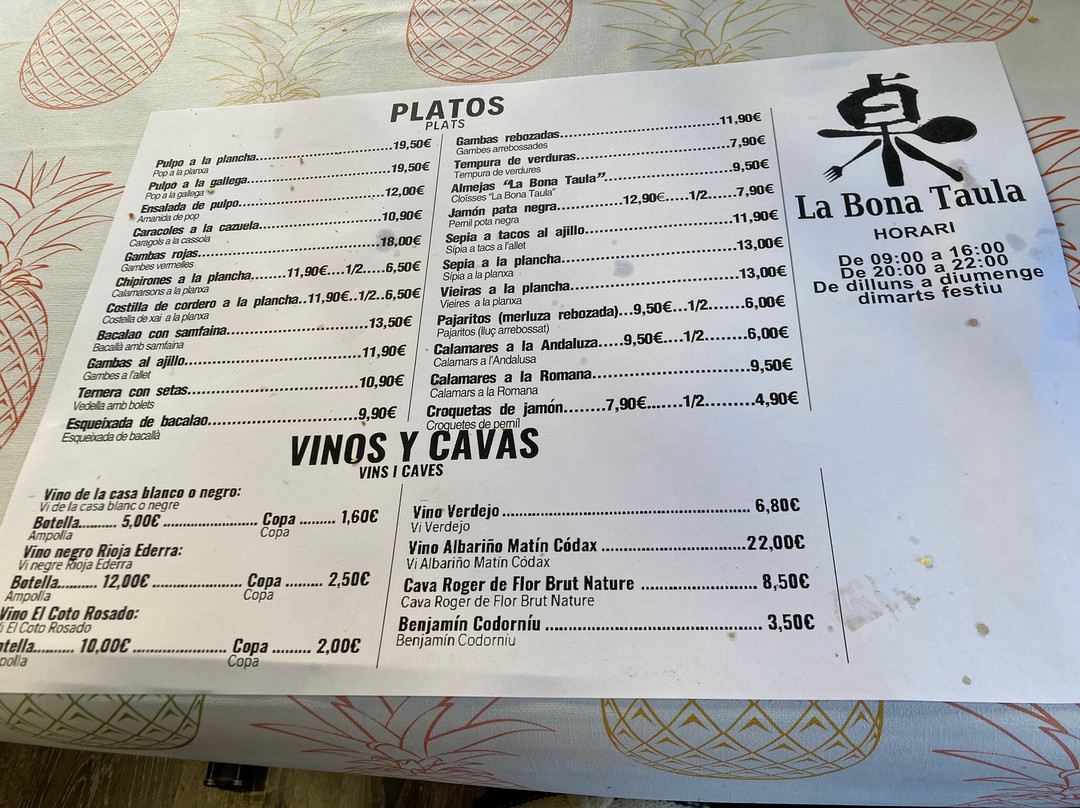 PLATOS
PLATS
Pulpo a la plancha...................................19,50€
Pop a la planxa
Pulpo a la gallega....................................19,50€
Pop a la gallega
Ensalada de pulpo...................................12,00€
Amanida de pop
Caracoles a la cazuela.............................10,90€
Caragols a la cassola
Gambas rojas..........................................18,00€
Gambes vermelles
Chipirones a la plancha.......11,90€...1/2.....6,50€
Calamarsons a la planxa
Costilla de cordero a la plancha..11,90€..1/2..6,50€
Costella de xai a la planxa
Bacalao con samfaina...............................13,50€
Bacallà amb samfaina
Gambas al ajillo.......................................11,90€
Gambes a l'allet
Ternera con setas.....................................10,90€
Vedella amb bolets
Esqueixada de bacalao..............................9,90€
Esqueixada de bacallà
Gambas rebozadas..................................11,90€
Gambes arrebossades
Tempura de verduras.................................7,90€
Tempura de verdures
Almejas “La Bona Taula”...........................9,50€
Cloïsses “La Bona Taula”
Jamón pata negra.............12,90€.....1/2.......7,90€
Pernil pota negra
Sepia a tacos al ajillo................................11,90€
Sípia a tacs a l'allet
Sepia a la plancha....................................13,00€
Sípia a la planxa
Vieiras a la plancha..................................13,00€
Vieires a la planxa
Pajaritos (merluza rebozada)...9,50€...1/2........6,00€
Pajaritos (lluç arrebossat)
Calamares a la Andaluza.....9,50€....1/2.........6,00€
Calamars a l'Andalusa
Calamares a la Romana..............................9,50€
Calamars a la Romana
Croquetas de jamón........7,90€.......1/2..........4,90€
Croquetes de pernil
VINOS Y CAVAS
VINS I CAVES
Vino de la casa blanco o negro:
Vi de la casa blanc o negre
Botella.......... 5,00€ ........................ Copa ......... 1,60€
Ampolla Copa
Vino negro Rioja Ederra:
Vi negre Rioja Ederra
Botella.......... 12,00€ ....................... Copa ......... 2,50€
Ampolla Copa
Vino El Coto Rosado:
Vi El Coto Rosado
otella.......... 10,00€ ........................ Copa ......... 2,00€
polla Copa
Vino Verdejo ................................................. 6,80€
Vi Verdejo
Vino Albariño Matín Códax .............................22,00€
Vi Albariño Matín Códax
Cava Roger de Flor Brut Nature ....................... 8,50€
Cava Roger de Flor Brut Nature
Benjamín Codorníu ......................................... 3,50€
Benjamín Codorníu
La Bona Taula
HORARI
De 09:00 a 16:00
De 20:00 a 22:00
De dilluns a diumenge
dimarts festiu